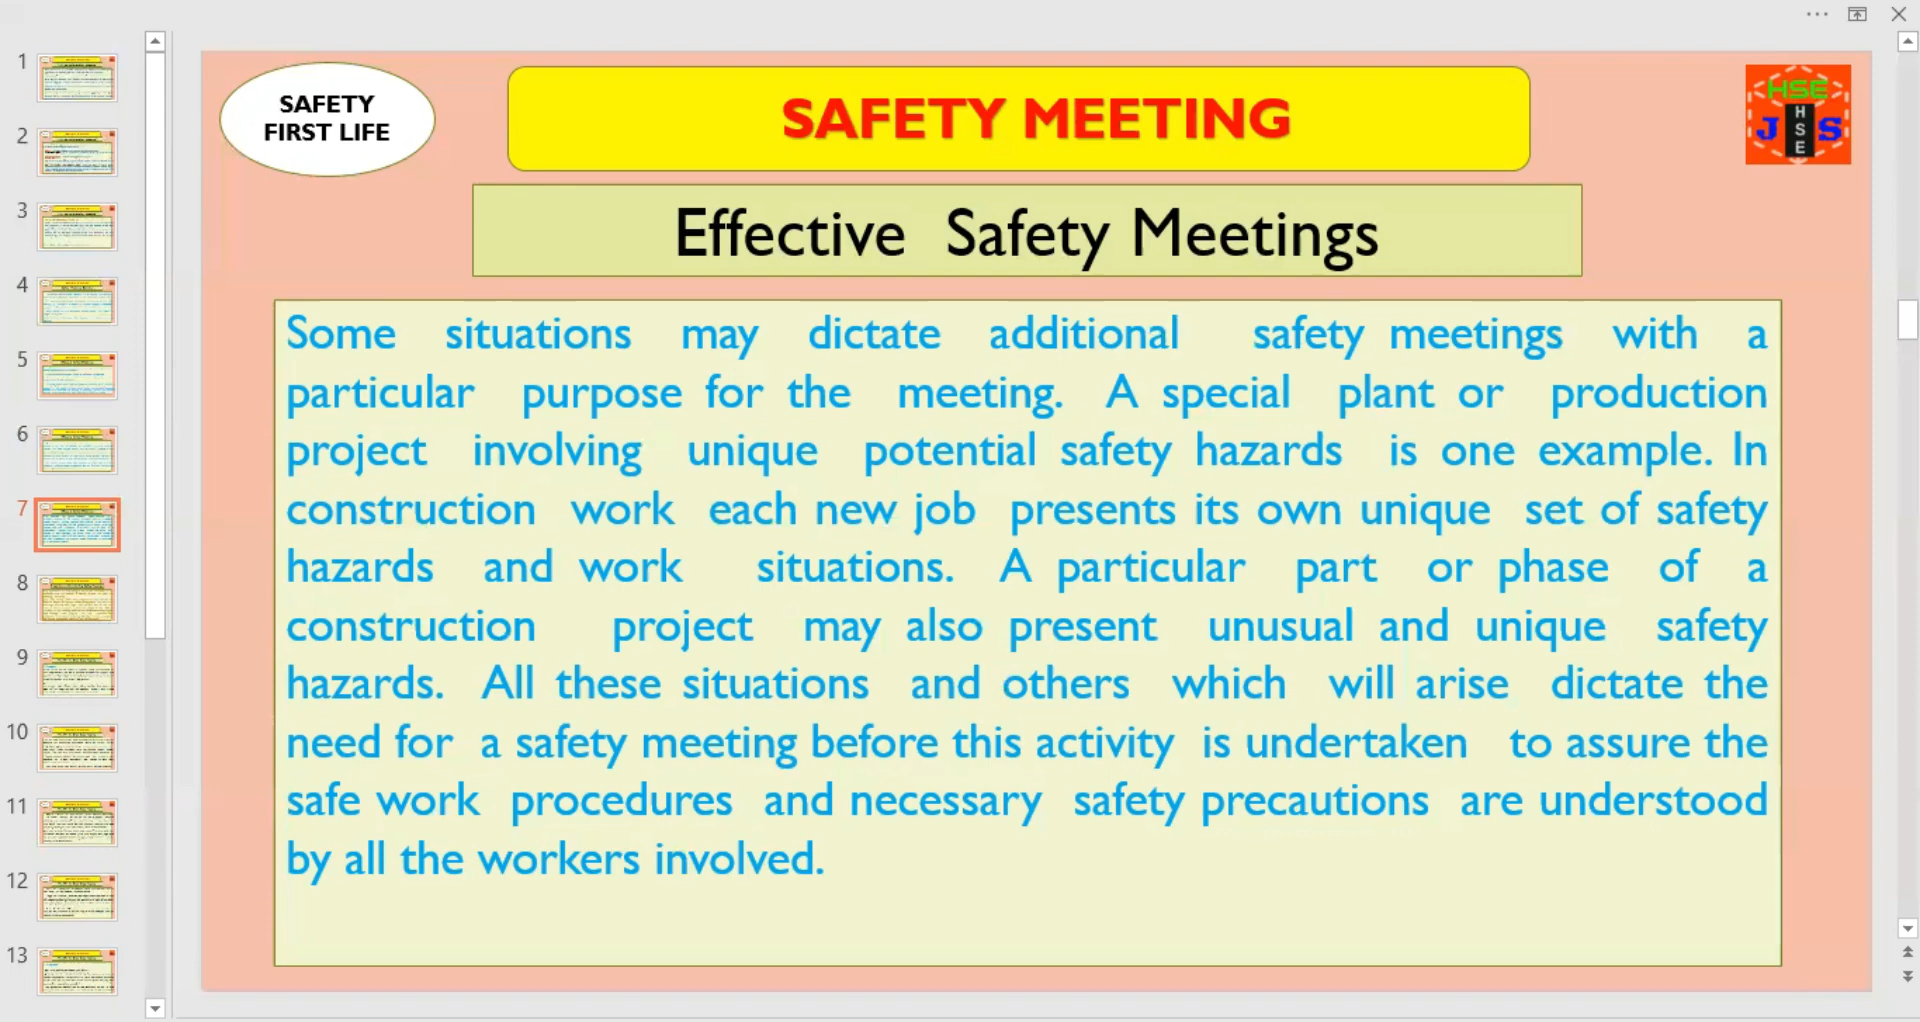 SAFETY
FIRST LIFE
SAFETY MEETING
HSE
J S
H
S
E
Effective Safety Meetings
Some situations may dictate additional safety meetings with a
particular purpose for the meeting. A special plant or production
project involving unique potential safety hazards is one example. In
construction work each new job presents its own unique set of safety
hazards and work situations. A particular part or phase of a
construction project may also present unusual and unique safety
hazards. All these situations and others which will arise dictate the
need for a safety meeting before this activity is undertaken to assure the
safe work procedures and necessary safety precautions are understood
by all the workers involved.
1
2
3
4
5
6
7
8
9
10
11
12
13